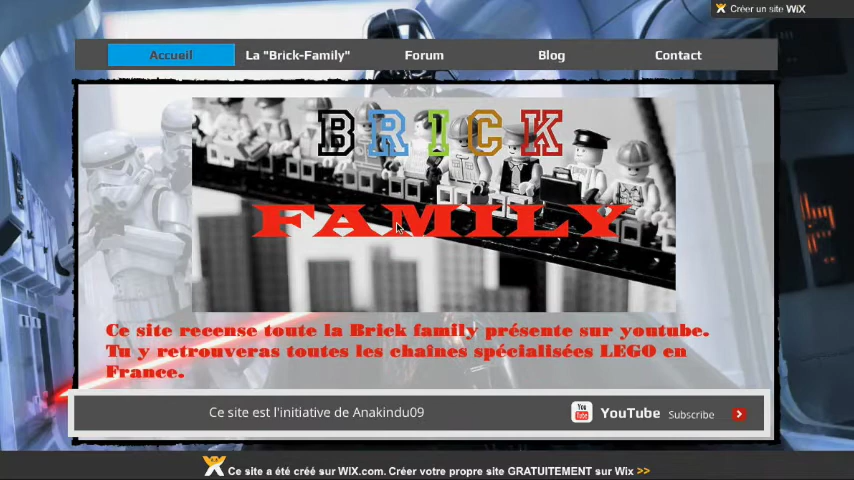 Créer un site WiX
Accueil
La "Brick-Family"
Forum
Blog
Contact
BRICK
FAMILY
Ce site recense toute la Brick family présente sur youtube.
Tu y retrouveras toutes les chaînes spécialisées LEGO en
France.
Ce site est l'initiative de Anakindu09
You Tube
YouTube Subscribe
Ce site a été créé sur WIX.com. Créer votre propre site GRATUITEMENT sur Wix >>